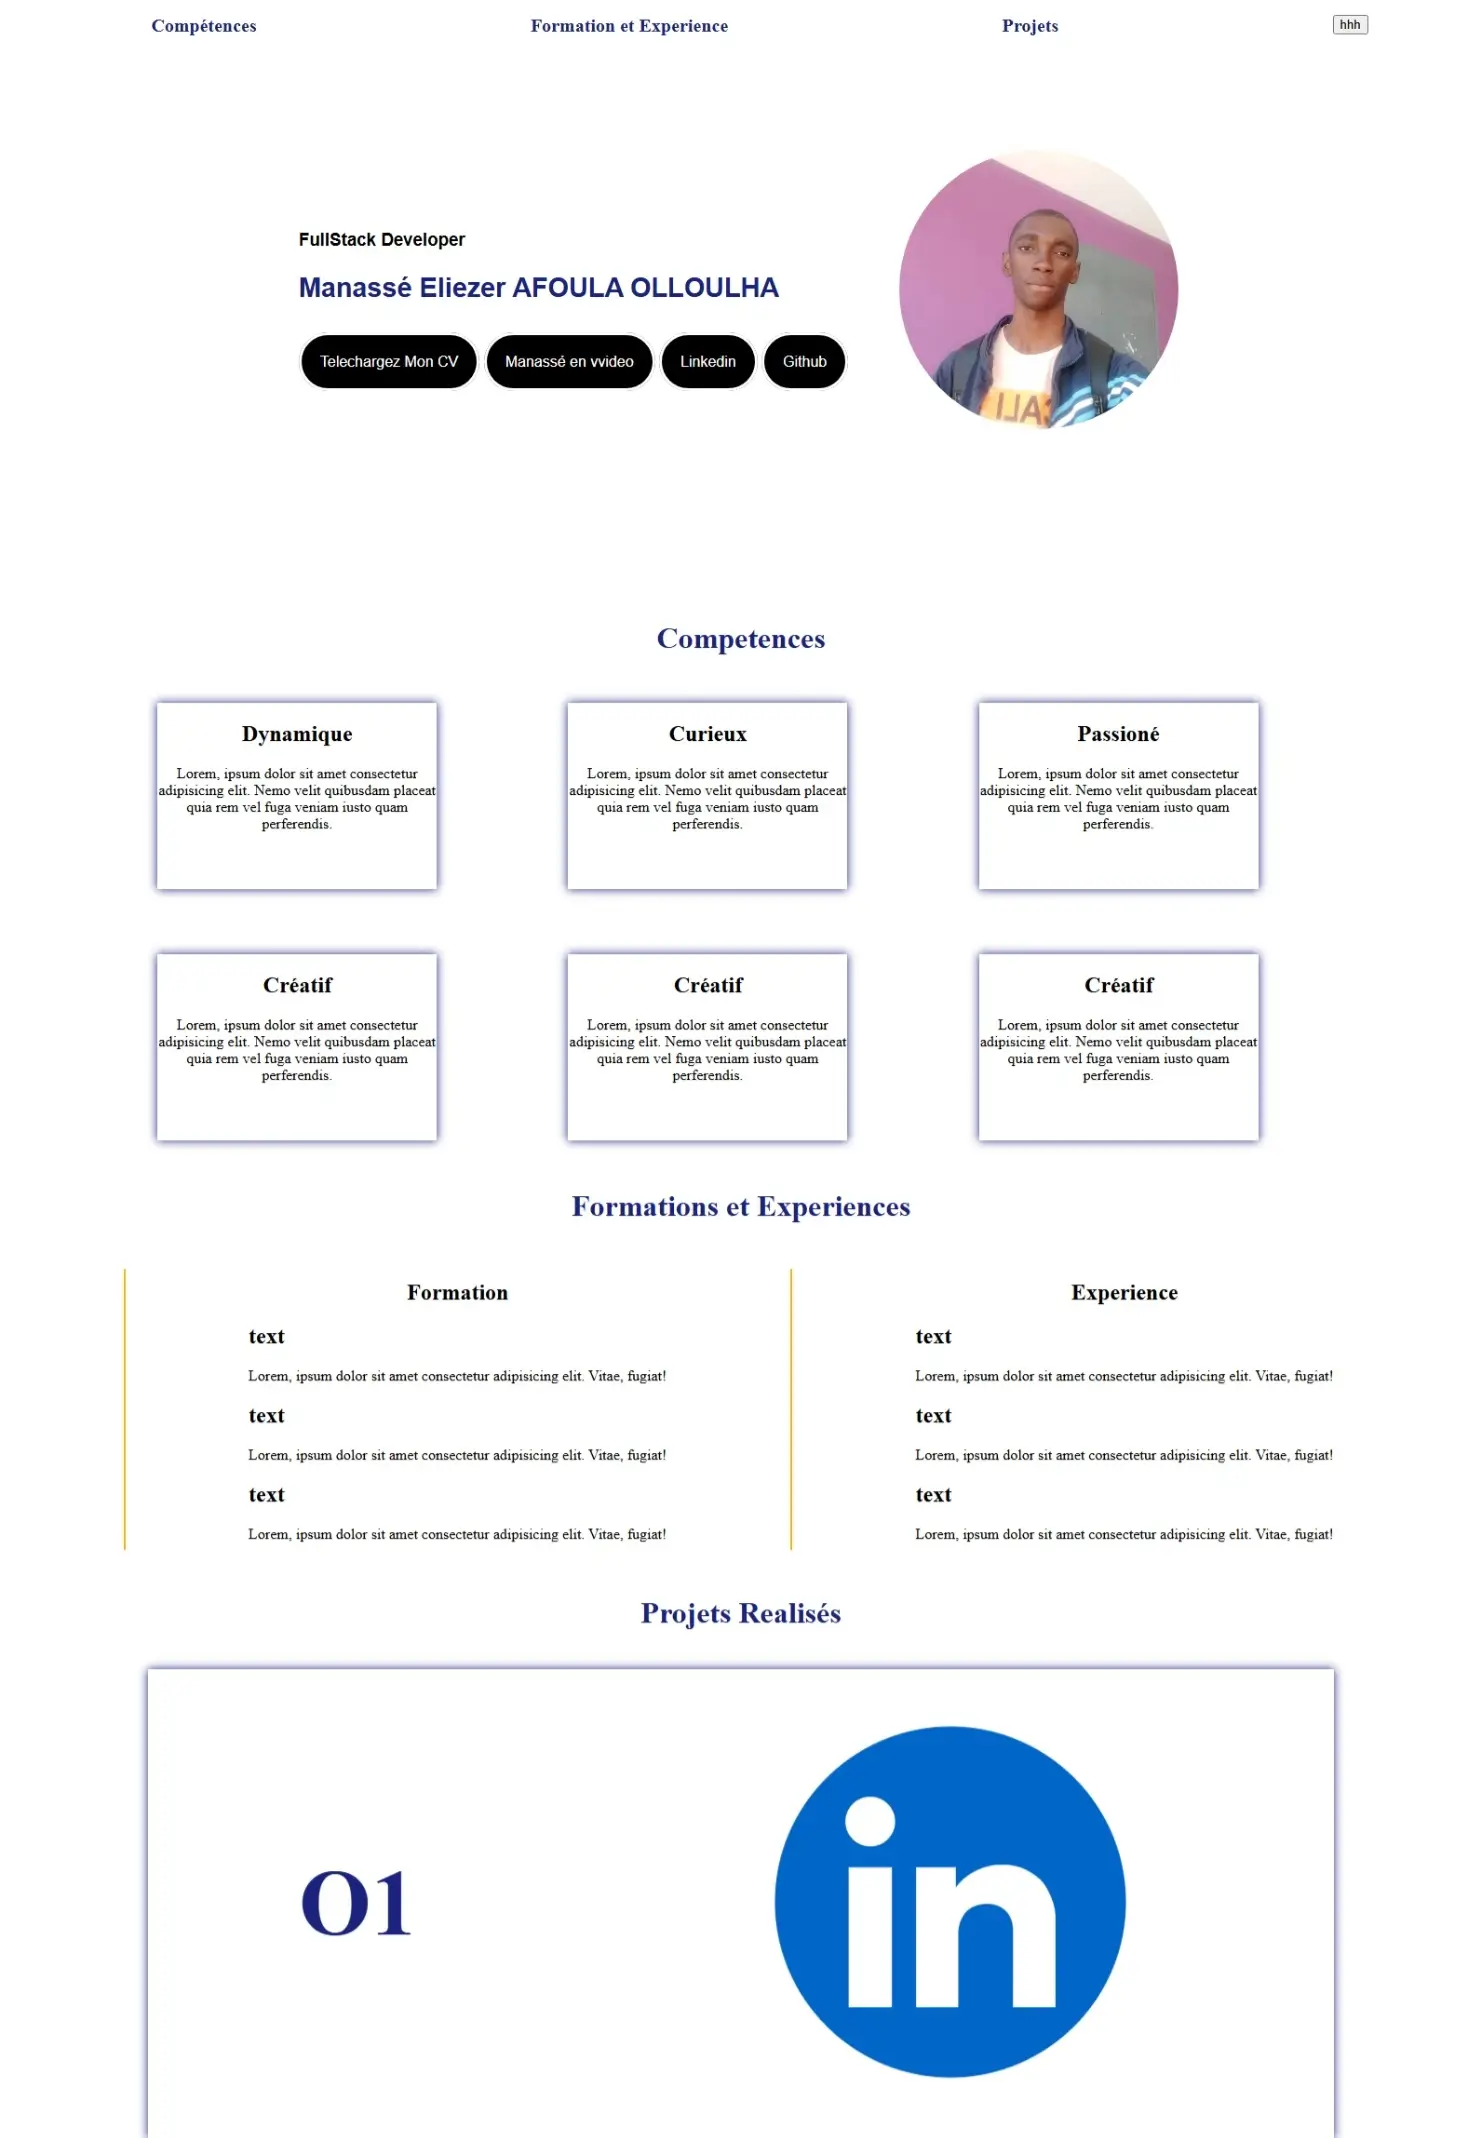 Compétences
Formation et Experience
Projets
hhh
FullStack Developer
Manassé Eliezer AFOULA OLLOULHA
Telechargez Mon CV
Manassé en vvideo
Linkedin
Github
Competences
Dynamique
Lorem, ipsum dolor sit amet consectetur
adipisicing elit. Nemo velit quibusdam placeat
quia rem vel fuga veniam iusto quam
perferendis.
Curieux
Lorem, ipsum dolor sit amet consectetur
adipisicing elit. Nemo velit quibusdam placeat
quia rem vel fuga veniam iusto quam
perferendis.
Passioné
Lorem, ipsum dolor sit amet consectetur
adipisicing elit. Nemo velit quibusdam placeat
quia rem vel fuga veniam iusto quam
perferendis.
Créatif
Lorem, ipsum dolor sit amet consectetur
adipisicing elit. Nemo velit quibusdam placeat
quia rem vel fuga veniam iusto quam
perferendis.
Créatif
Lorem, ipsum dolor sit amet consectetur
adipisicing elit. Nemo velit quibusdam placeat
quia rem vel fuga veniam iusto quam
perferendis.
Créatif
Lorem, ipsum dolor sit amet consectetur
adipisicing elit. Nemo velit quibusdam placeat
quia rem vel fuga veniam iusto quam
perferendis.
Formations et Experiences
Formation
text
Lorem, ipsum dolor sit amet consectetur adipisicing elit. Vitae, fugiat!
text
Lorem, ipsum dolor sit amet consectetur adipisicing elit. Vitae, fugiat!
text
Lorem, ipsum dolor sit amet consectetur adipisicing elit. Vitae, fugiat!
Experience
text
Lorem, ipsum dolor sit amet consectetur adipisicing elit. Vitae, fugiat!
text
Lorem, ipsum dolor sit amet consectetur adipisicing elit. Vitae, fugiat!
text
Lorem, ipsum dolor sit amet consectetur adipisicing elit. Vitae, fugiat!
Projets Realisés
O1
in